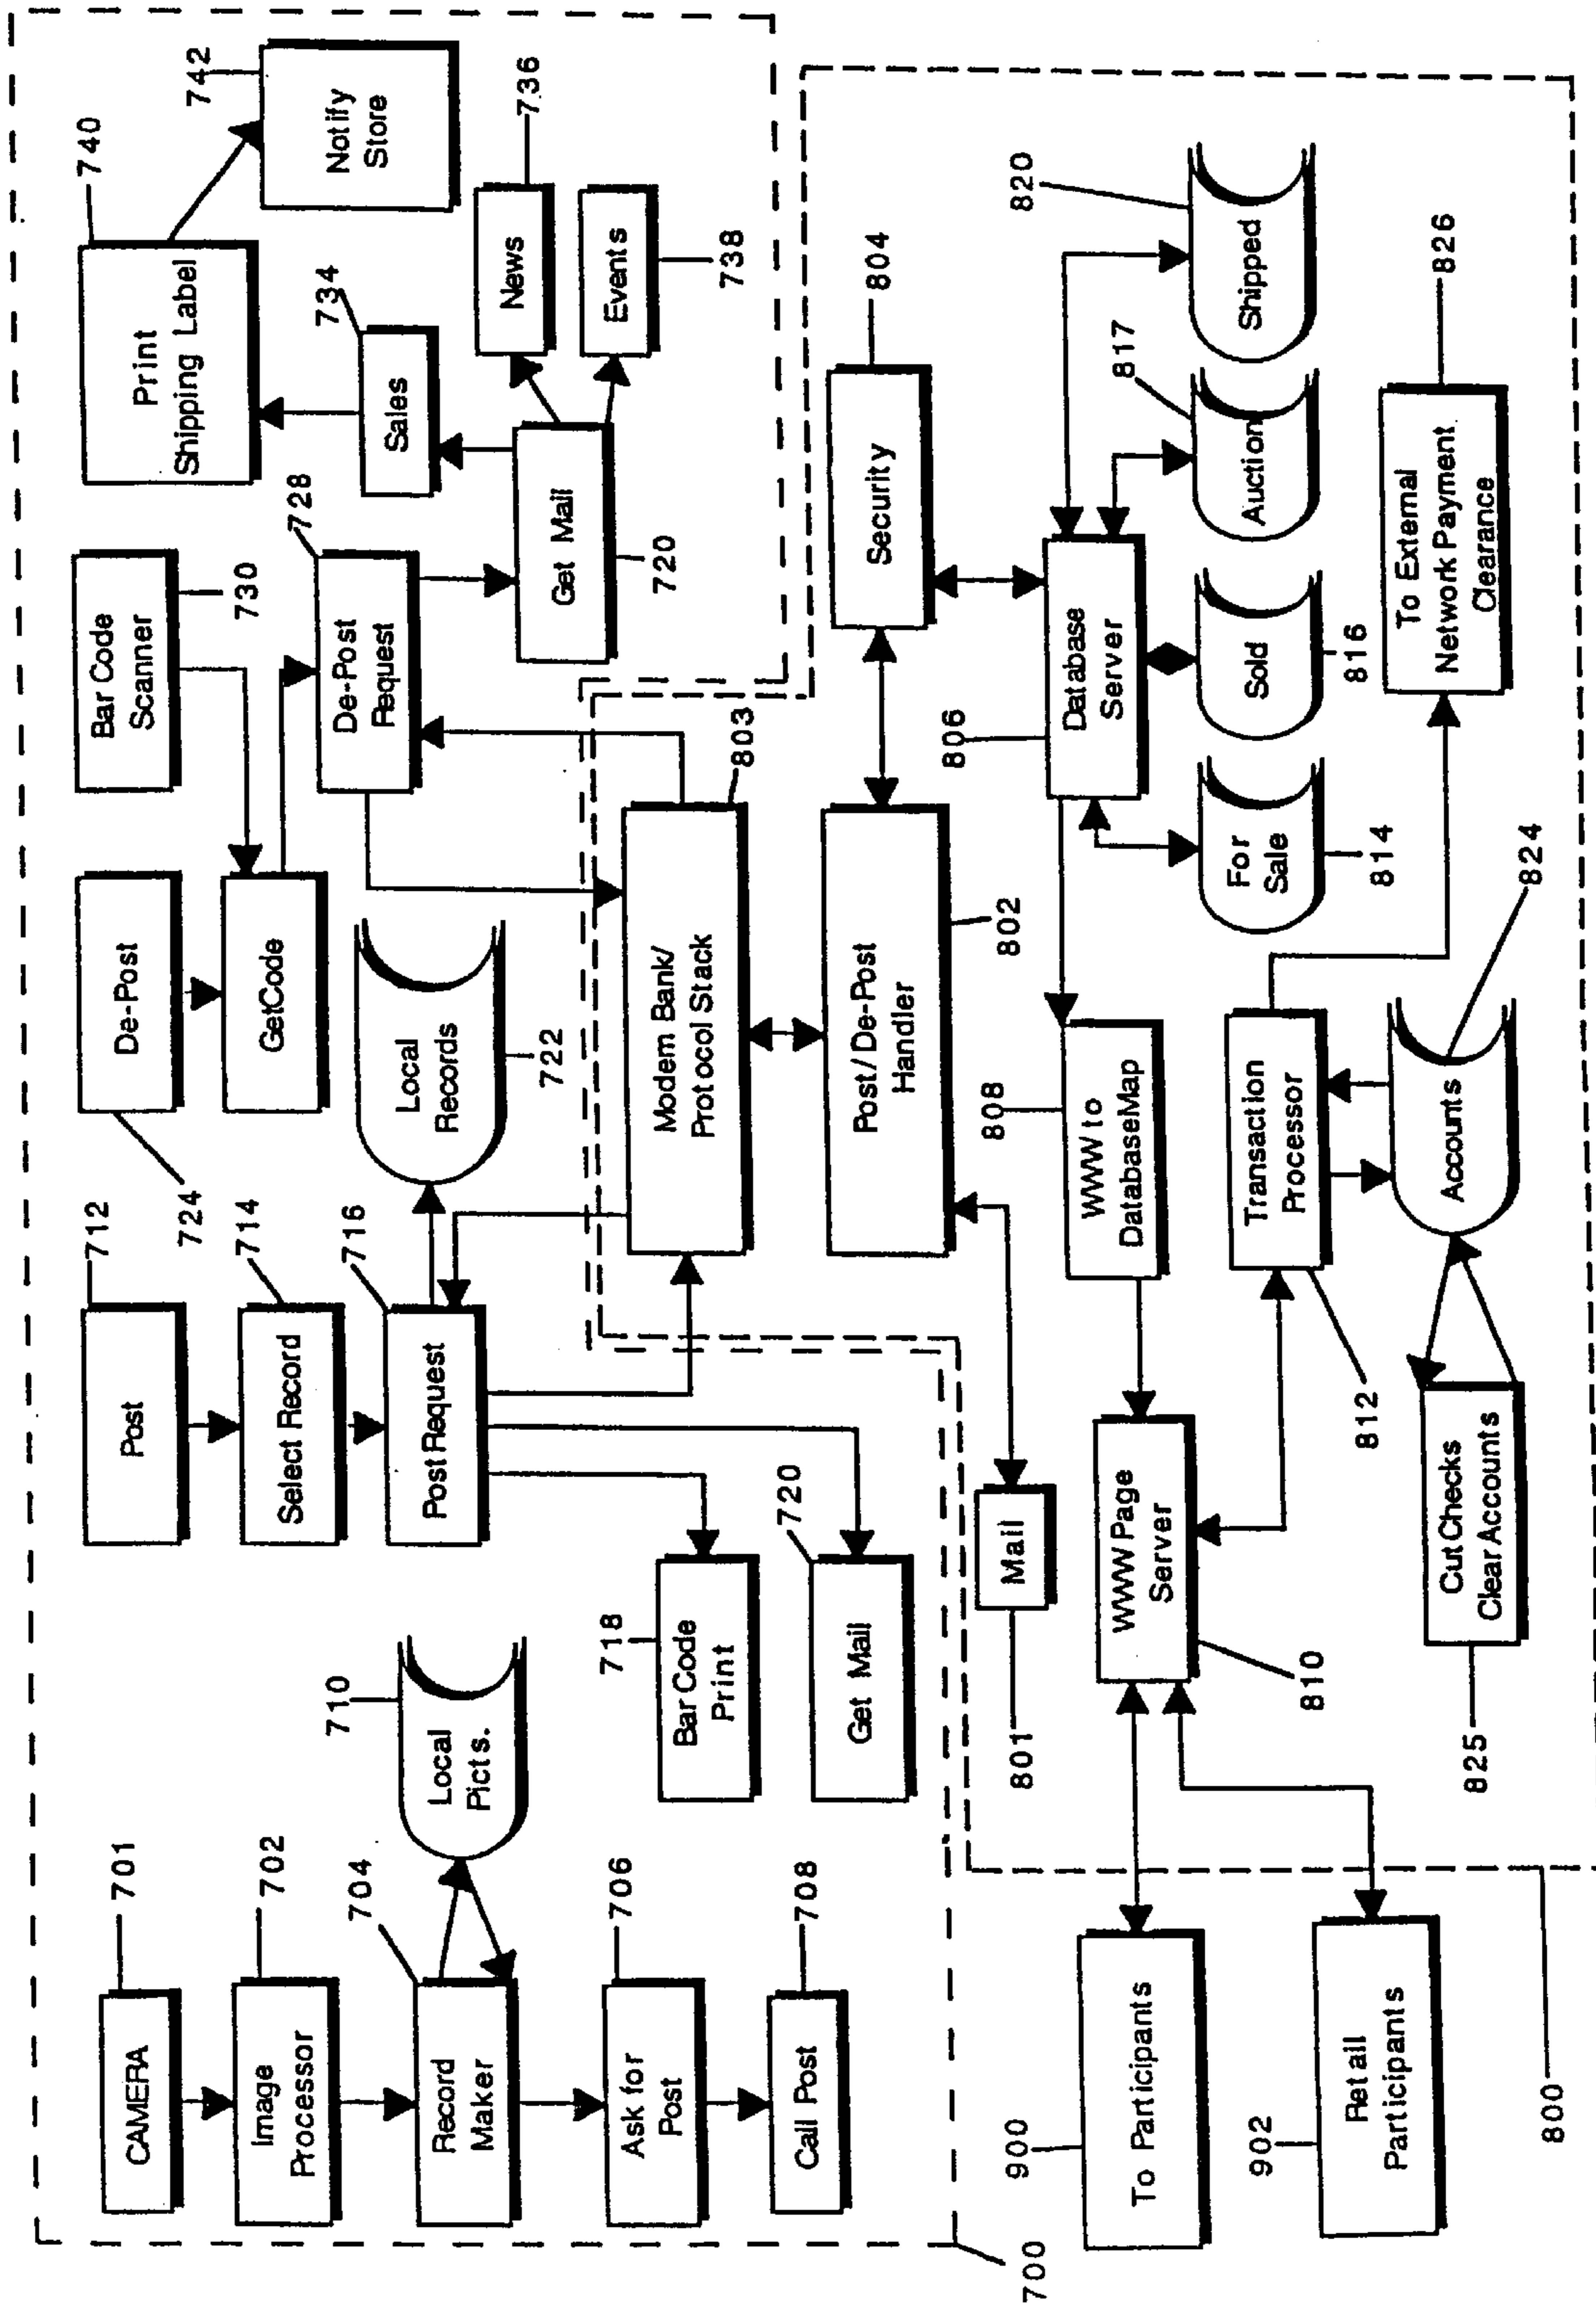 CAMERA
701
Image
Processor
702
Record
Maker
704
Local
Picts.
710
Ask for
Post
706
Call Post
708
Post
712
Select Record
714
Post Request
716
Bar Code
Print
718
Get Mail
720
Local
Records
722
De-Post
724
GetCode
Bar Code
Scanner
730
De-Post
Request
728
Get Mail
720
Sales
734
News
736
Events
738
Print
Shipping Label
740
Notify
Store
742
700
Modem Bank/
Protocol Stack
803
Post/De-Post
Handler
802
Mail
801
Security
804
Database
Server
806
WWW to
DatabaseMap
808
WWW Page
Server
810
Transaction
Processor
812
For
Sale
814
Sold
816
Auction
817
Shipped
820
Accounts
824
Cut Checks
Clear Accounts
825
To External
Network Payment
Clearance
826
To Participants
900
Retail
Participants
902
800